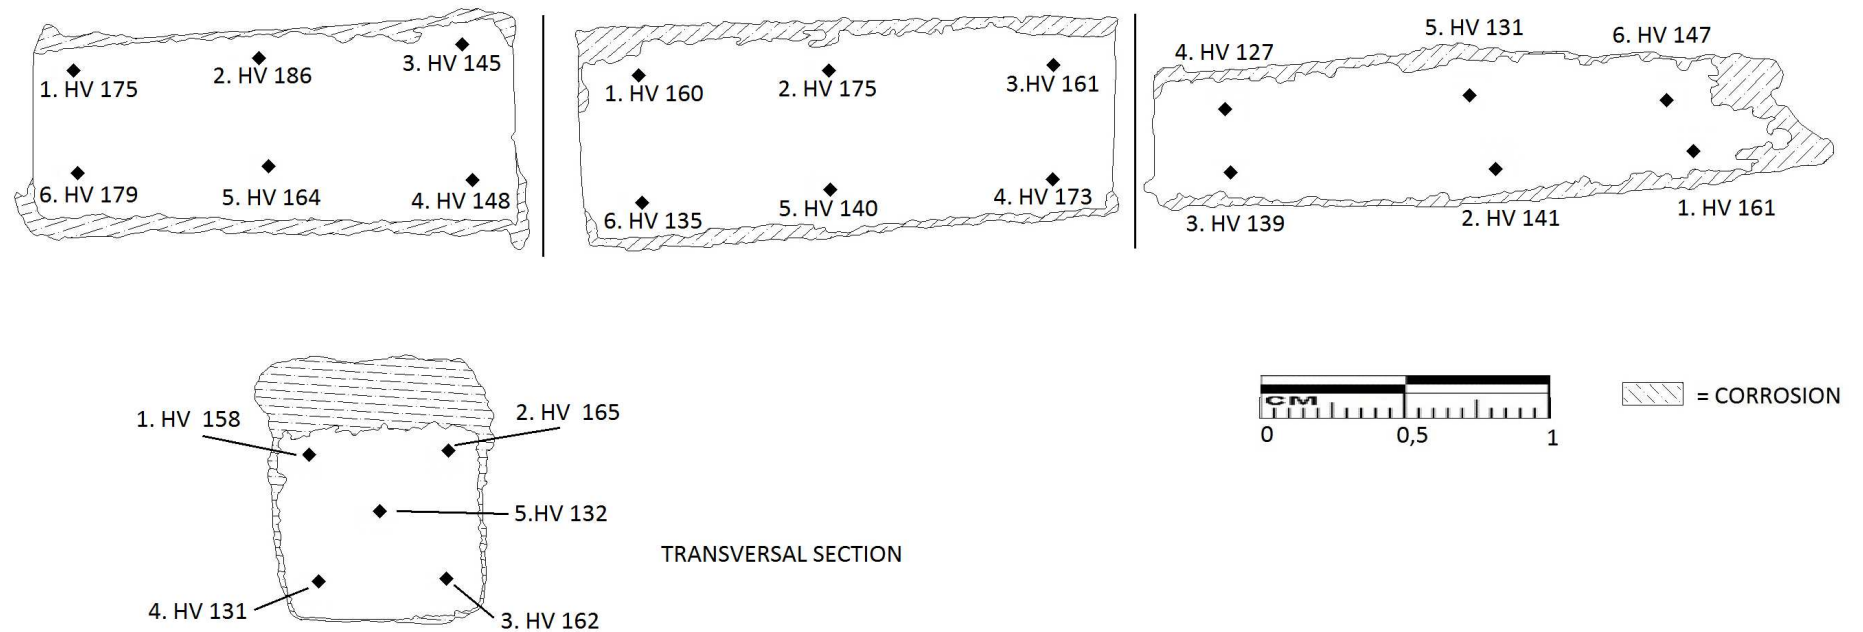 1. HV 175
2. HV 186
3. HV 145
6. HV 179
5. HV 164
4. HV 148
1. HV 160
2. HV 175
3.HV 161
6. HV 135
5. HV 140
4. HV 173
4. HV 127
5. HV 131
6. HV 147
3. HV 139
2. HV 141
1. HV 161
1. HV 158
2. HV 165
5.HV 132
4. HV 131
3. HV 162
TRANSVERSAL SECTION
CM
0 0,5 1
= CORROSION